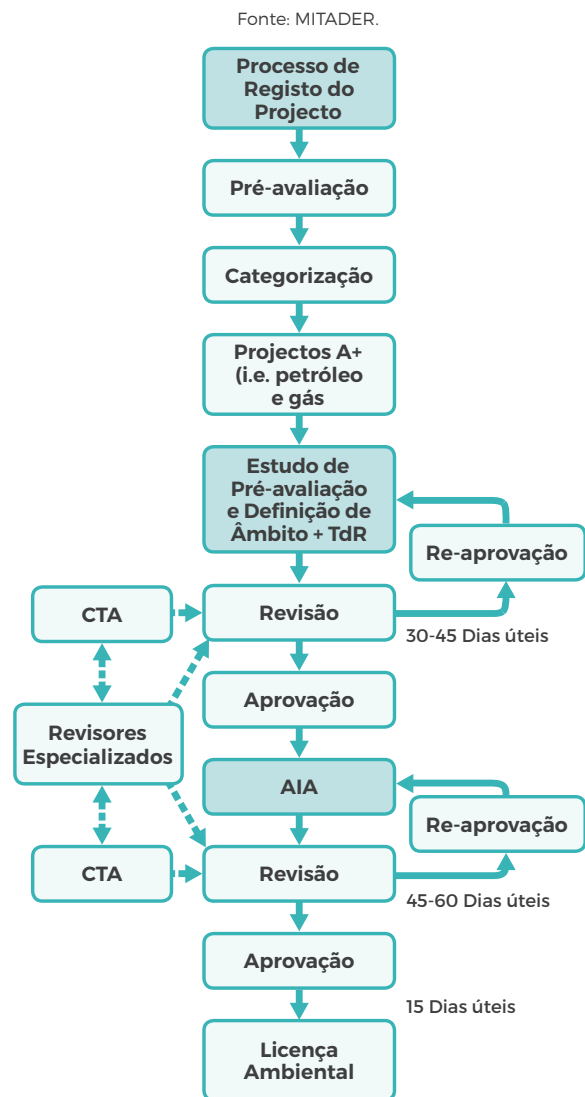 Fonte: MITADER.
Processo de
Registo do
Projecto
Pré-avaliação
Categorização
Projectos A+
(i.e. petróleo
e gás
Estudo de
Pré-avaliação
e Definição de
Âmbito + TdR
Re-aprovação
CTA
Revisão
30-45 Dias úteis
Revisores
Especializados
Aprovação
AIA
Re-aprovação
CTA
Revisão
45-60 Dias úteis
Aprovação
15 Dias úteis
Licença
Ambiental